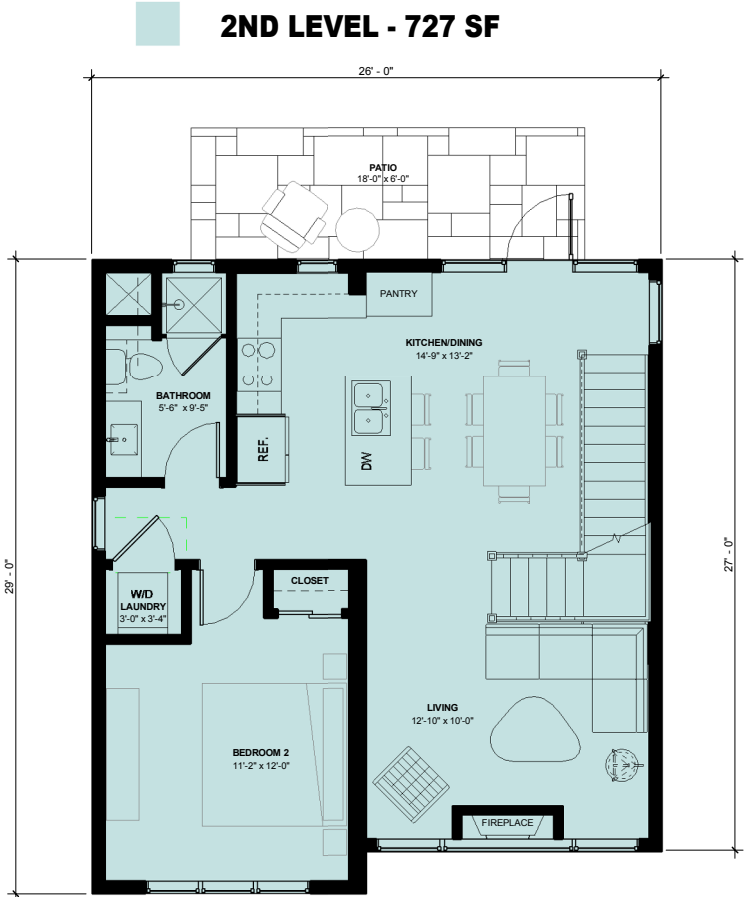 2ND LEVEL - 727 SF
26' - 0"
PATIO
18'-0" x 6'-0"
PANTRY
KITCHEN/DINING
14'-9" x 13'-2"
BATHROOM
5'-6" x 9'-5"
REF.
DW
29' - 0"
27' - 0"
W/D
LAUNDRY
3'-0" x 3'-4"
CLOSET
LIVING
12'-10" x 10'-0"
BEDROOM 2
11'-2" x 12'-0"
FIREPLACE